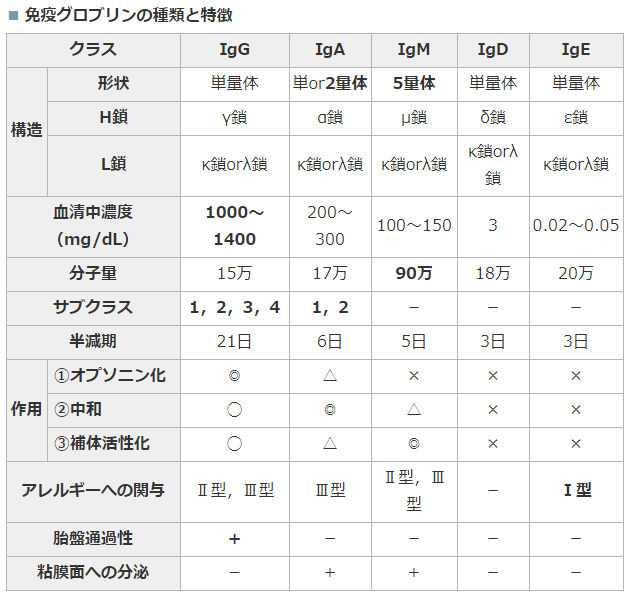 ■ 免疫グロブリンの種類と特徴
クラス IgG IgA IgM IgD IgE
構造 形状 単量体 単or2量体 5量体 単量体 単量体
H鎖 γ鎖 α鎖 μ鎖 δ鎖 ε鎖
L鎖 κ鎖orλ鎖 κ鎖orλ鎖 κ鎖orλ鎖 κ鎖orλ
鎖 κ鎖orλ鎖
血清中濃度
（mg/dL） 1000〜
1400 200〜
300 100〜150 3 0.02〜0.05
分子量 15万 17万 90万 18万 20万
サブクラス 1，2，3，4 1，2 − − −
半減期 21日 6日 5日 3日 3日
作用 ①オプソニン化 ◎ △ × × ×
②中和 ○ ◎ △ × ×
③補体活性化 ○ △ ◎ × ×
アレルギーへの関与 Ⅱ型，Ⅲ型 Ⅲ型 Ⅱ型，Ⅲ
型 − Ⅰ型
胎盤通過性 + − − − −
粘膜面への分泌 − + + − −